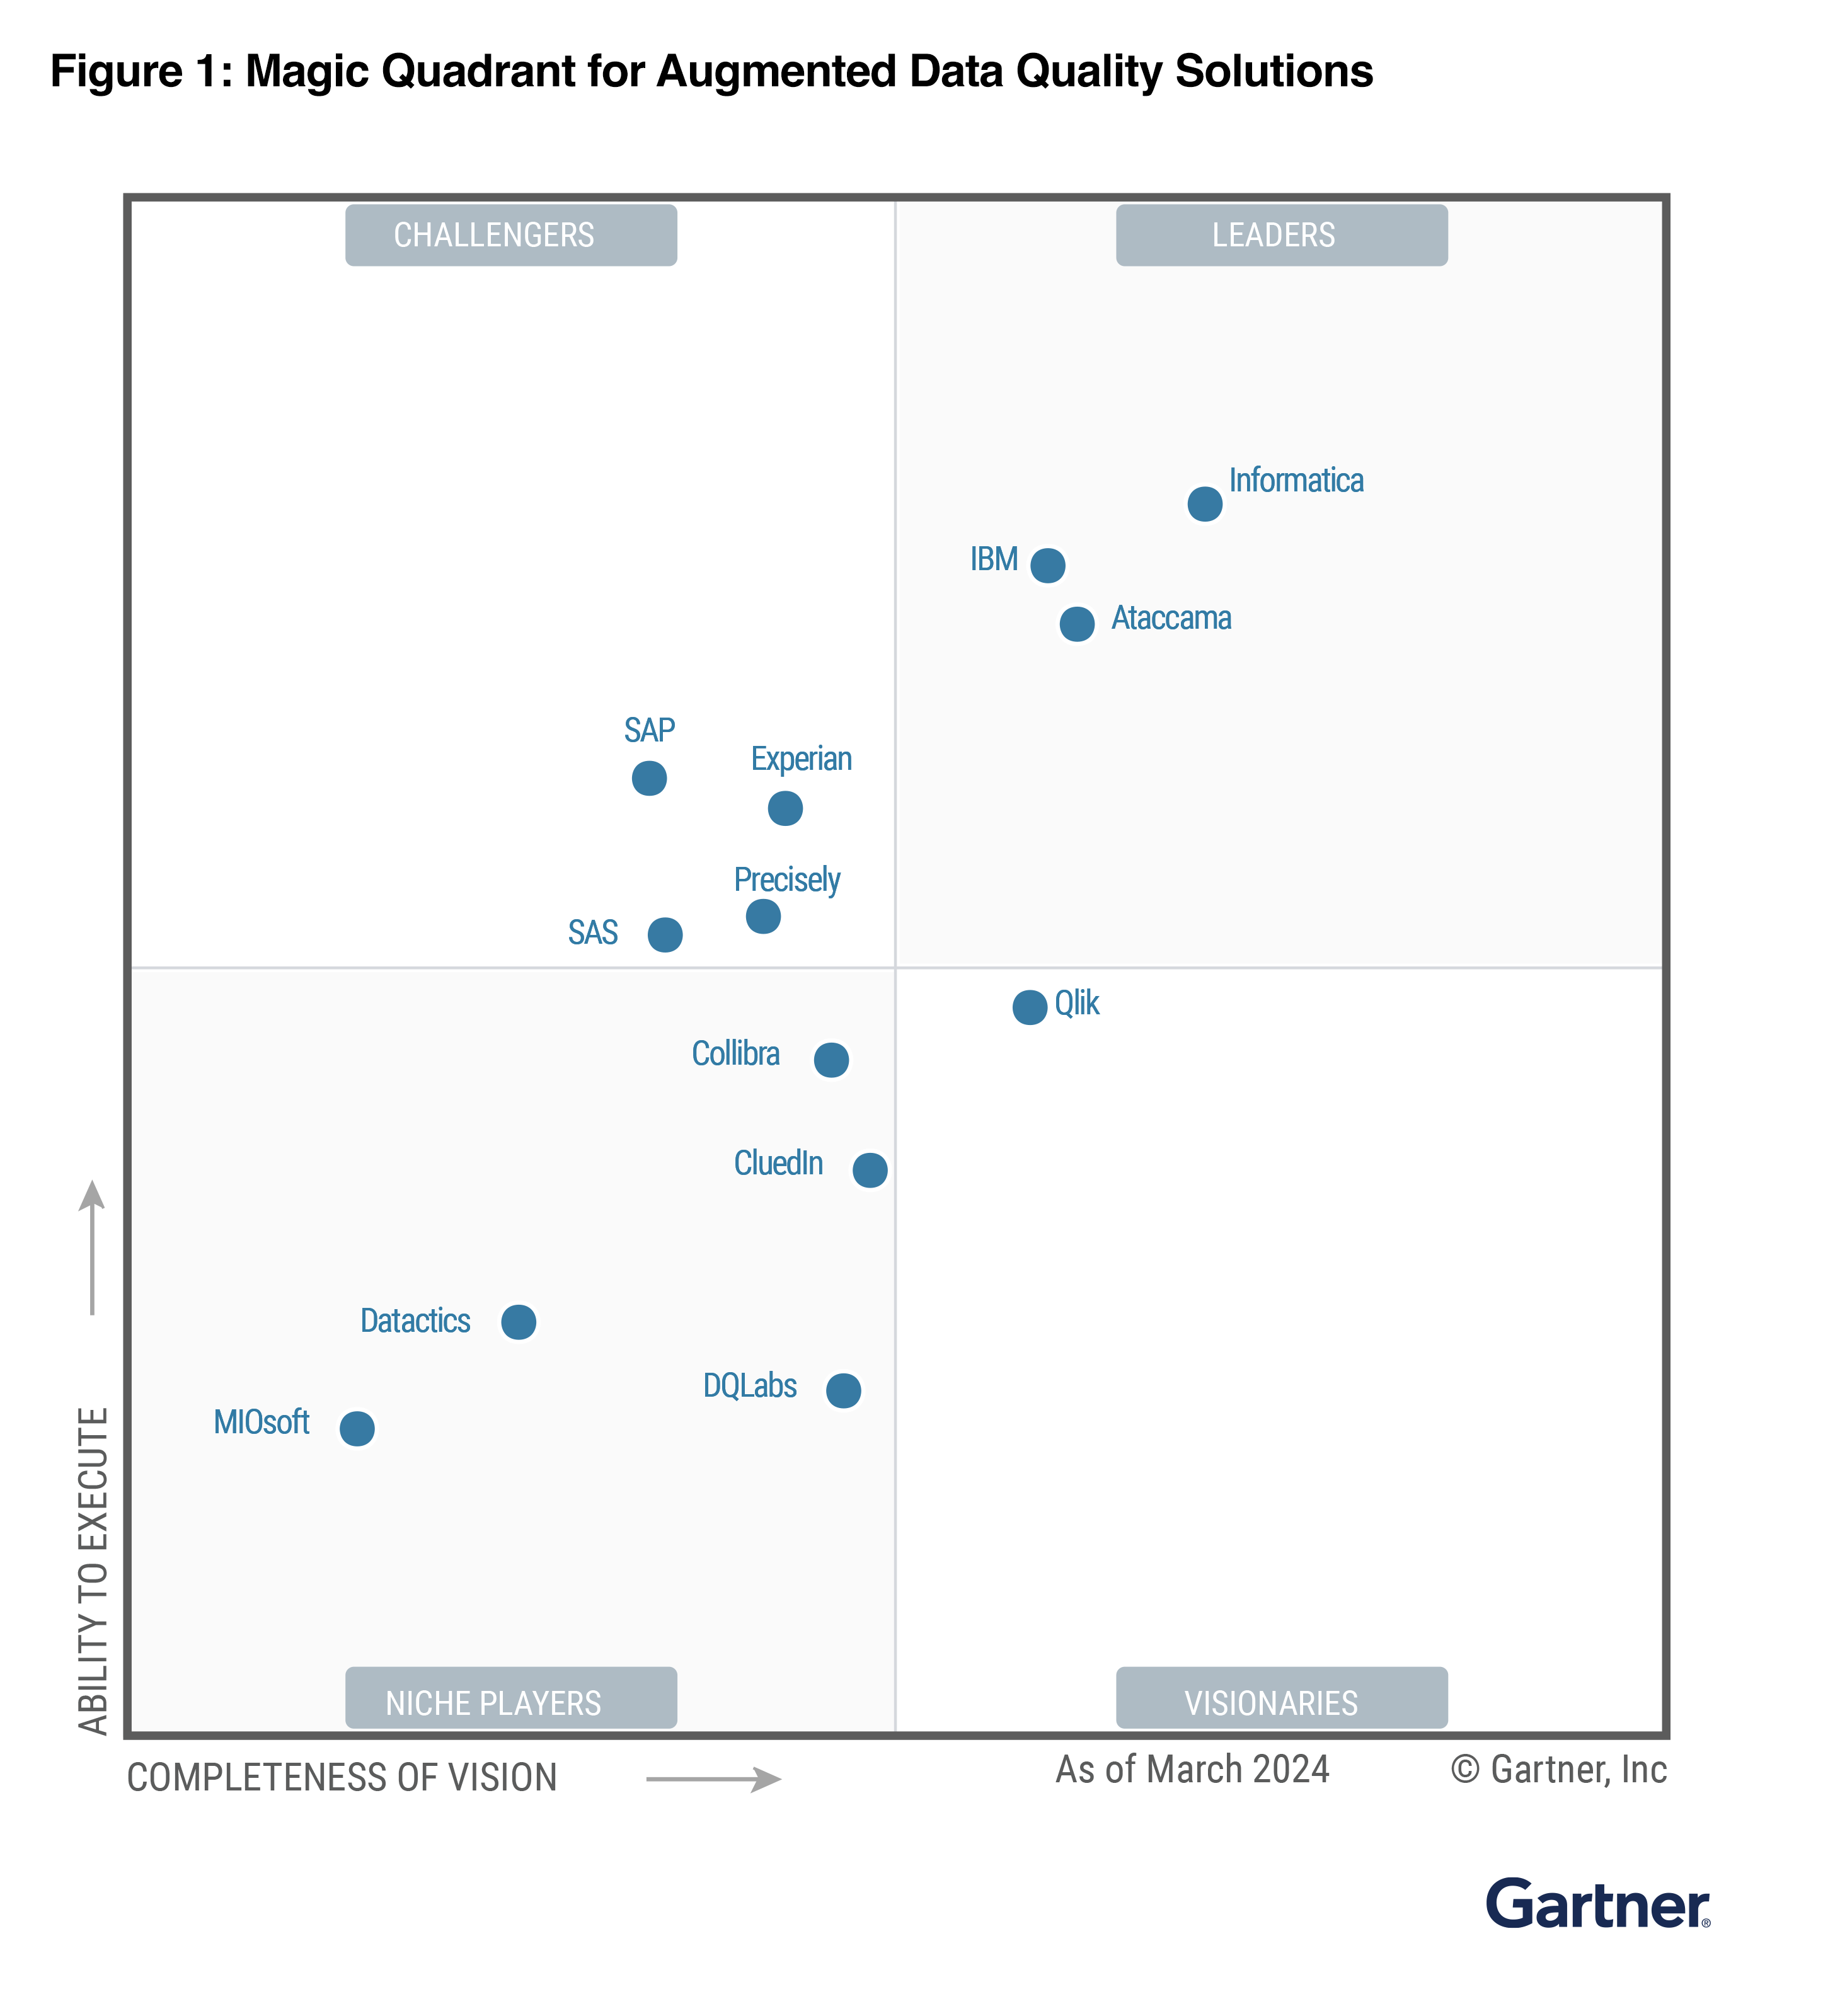 Figure 1: Magic Quadrant for Augmented Data Quality Solutions
CHALLENGERS
LEADERS
Informatica
IBM
Ataccama
SAP
Experian
Precisely
SAS
Qlik
Collibra
CluedIn
Datactics
DQLabs
MIOsoft
ABILITY TO EXECUTE
NICHE PLAYERS
VISIONARIES
COMPLETENESS OF VISION
As of March 2024
© Gartner, Inc
Gartner®